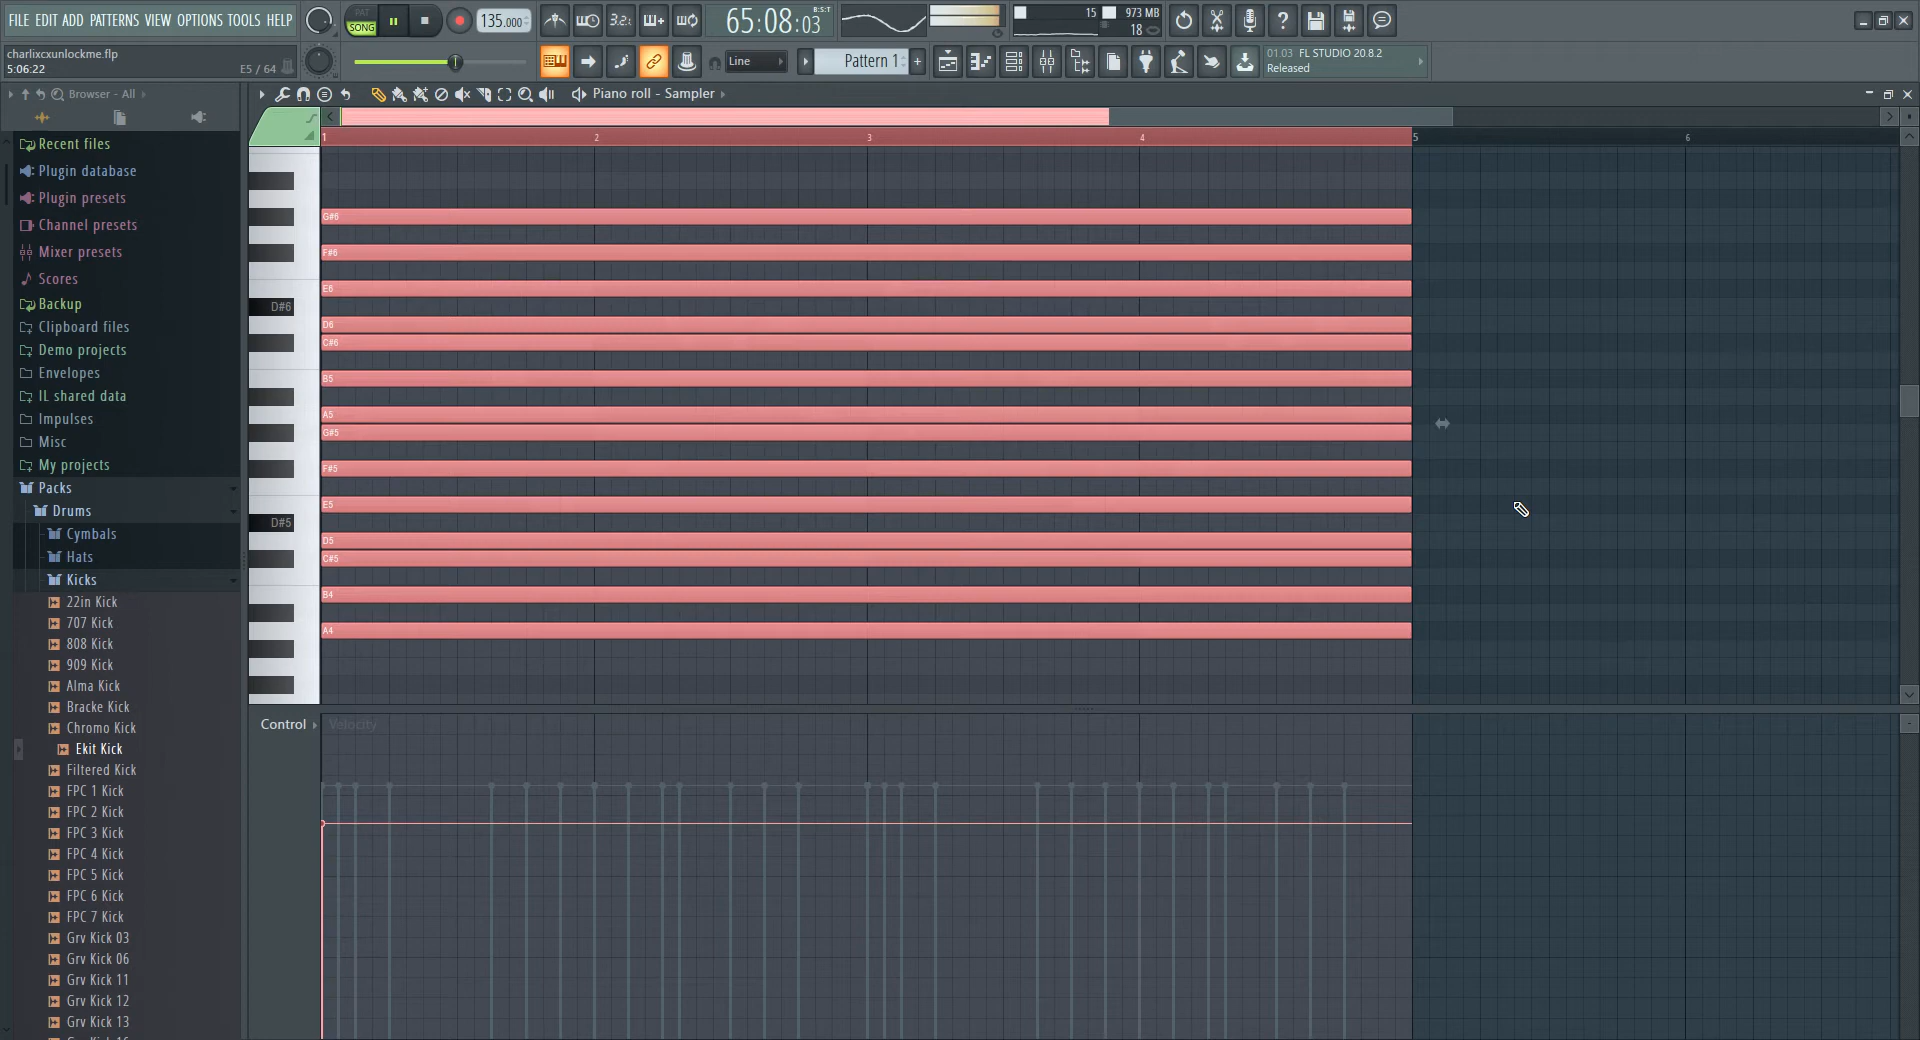 FILE EDIT ADD PATTERNS VIEW OPTIONS TOOLS HELP
PAT
SONG
135.000
3.2.
65:08:03
B:S:T
15
973 MB
18
charlixcxunlockme.flp
5:06:22
E5 / 64
Line
Pattern 1
+
01:03 FL STUDIO 20.8.2
Released
Browser - All
Piano roll - Sampler
Recent files
Plugin database
Plugin presets
Channel presets
Mixer presets
Scores
Backup
Clipboard files
Demo projects
Envelopes
IL shared data
Impulses
Misc
My projects
Packs
Drums
Cymbals
Hats
Kicks
22in Kick
707 Kick
808 Kick
909 Kick
Alma Kick
Bracke Kick
Chromo Kick
Ekit Kick
Filtered Kick
FPC 1 Kick
FPC 2 Kick
FPC 3 Kick
FPC 4 Kick
FPC 5 Kick
FPC 6 Kick
FPC 7 Kick
Grv Kick 03
Grv Kick 06
Grv Kick 11
Grv Kick 12
Grv Kick 13
1 2 3 4 5 6
G#6
F#6
E6
D#6
D6
C#6
B5
A5
G#5
F#5
E5
D#5
D5
C#5
B4
A4
Control
Velocity